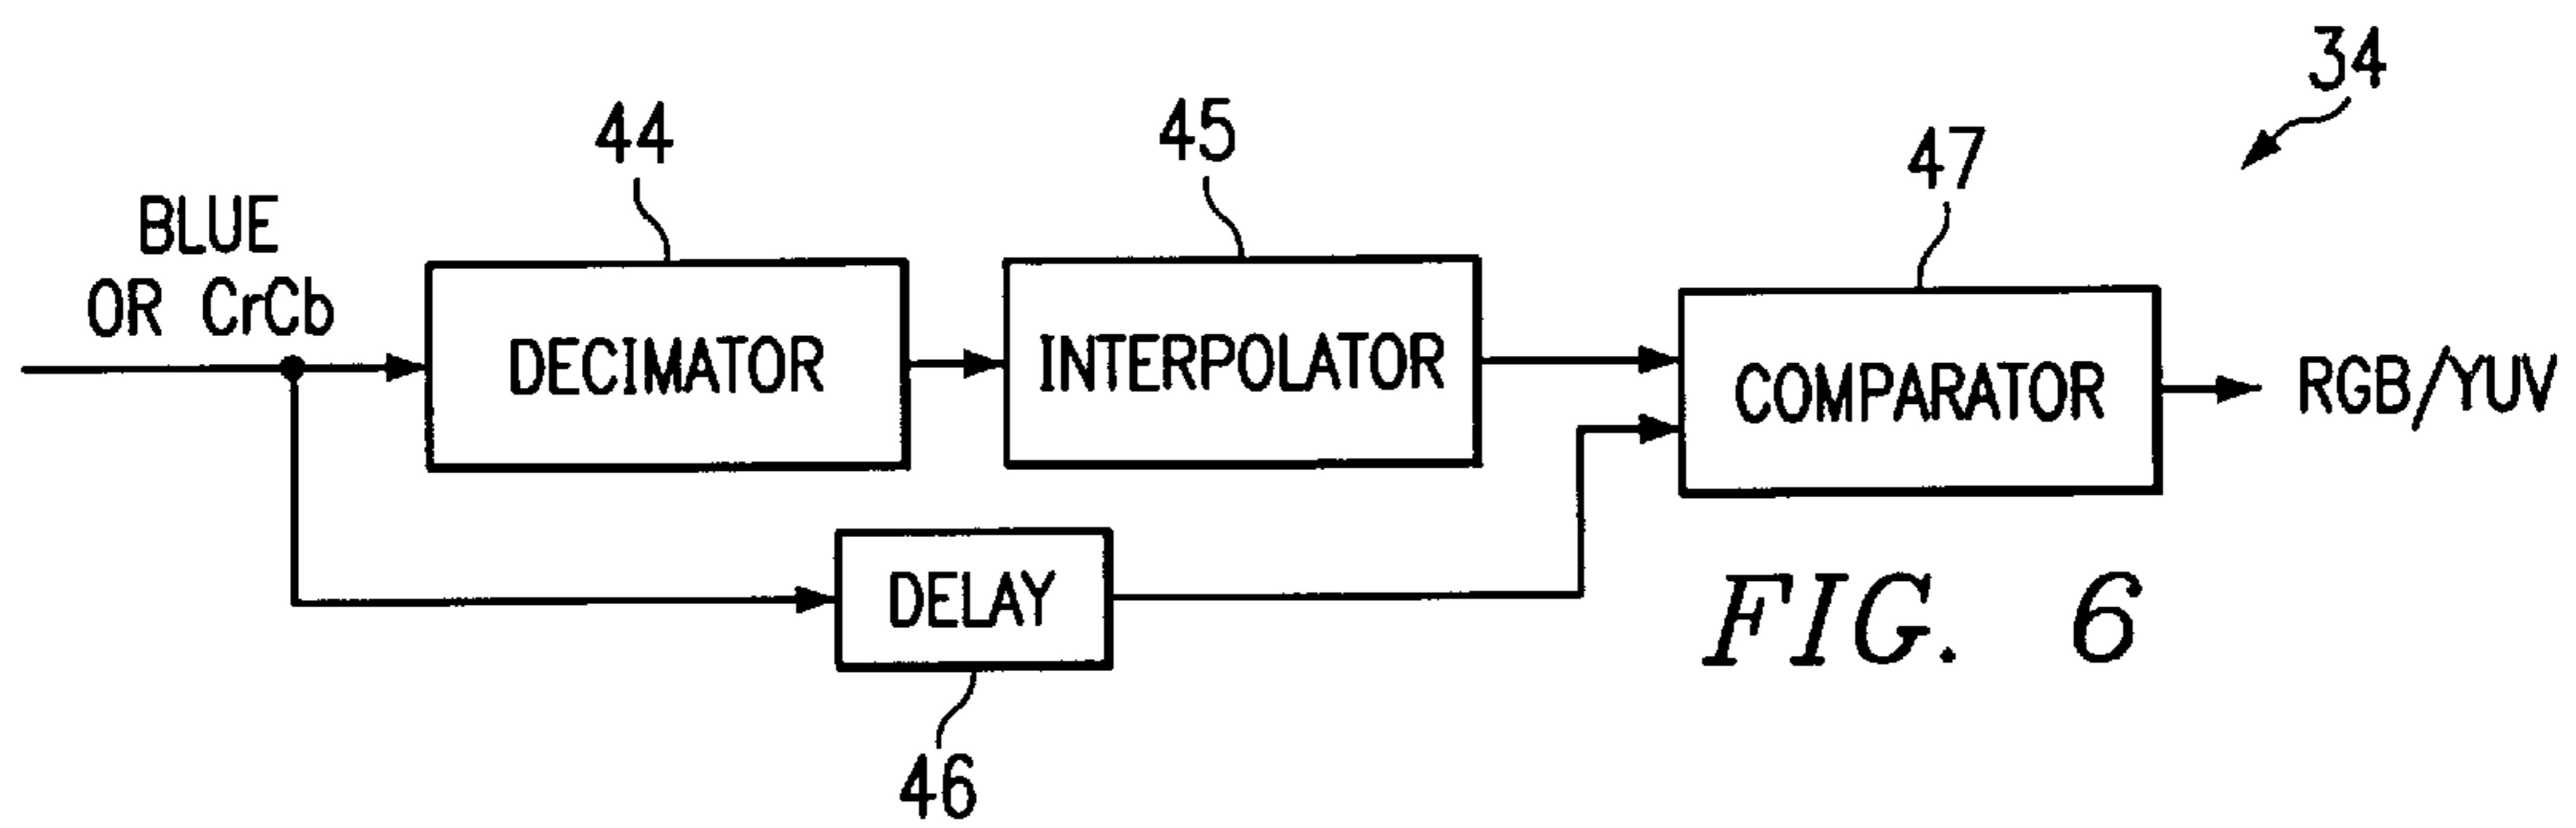 34
44
45
47
BLUE
OR CrCb
DECIMATOR
INTERPOLATOR
COMPARATOR
RGB/YUV
DELAY
46
FIG. 6